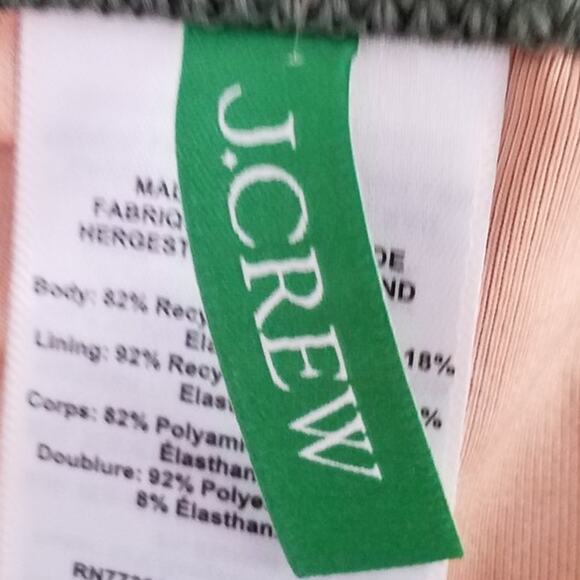 J.CREW
MA
FABRIQ DE
HERGEST ND
Body: 82% Recy
Ela 18%
Lining: 92% Recy
Elas %
Corps: 82% Polyami
Élasthan
Doublure: 92% Polye
8% Élasthan
RN77